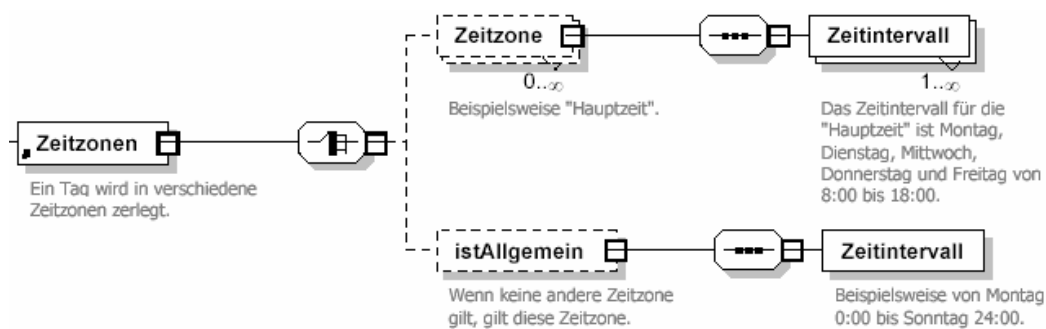 Zeitzone
0..∞
Beispielsweise "Hauptzeit".
Zeitintervall
1..∞
Das Zeitintervall für die
"Hauptzeit" ist Montag,
Dienstag, Mittwoch,
Donnerstag und Freitag von
8:00 bis 18:00.
Zeitzonen
Ein Tag wird in verschiedene
Zeitzonen zerlegt.
istAllgemein
Wenn keine andere Zeitzone
gilt, gilt diese Zeitzone.
Zeitintervall
Beispielsweise von Montag
0:00 bis Sonntag 24:00.